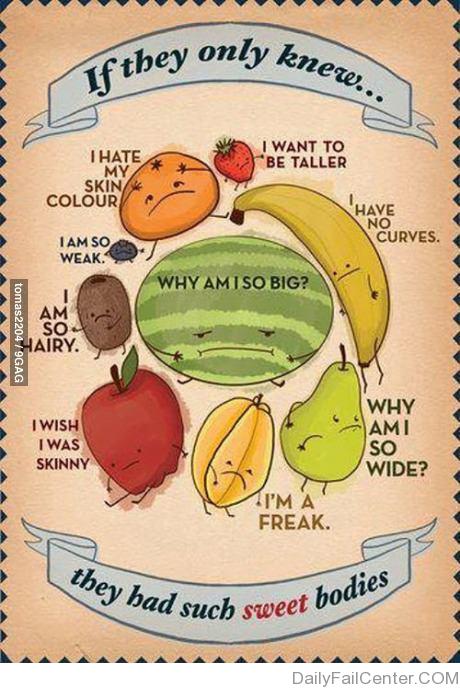 If they only knew...
I HATE
MY
SKIN
COLOUR
I WANT TO
BE TALLER
I HAVE
NO
CURVES.
I AM SO
WEAK.
WHY AM I SO BIG?
I
AM
SO
HAIRY.
I WISH
I WAS
SKINNY
WHY
AM I
SO
WIDE?
I'M A
FREAK.
they had such sweet bodies
tomas2204 / 9GAG
DailyFailCenter.COM